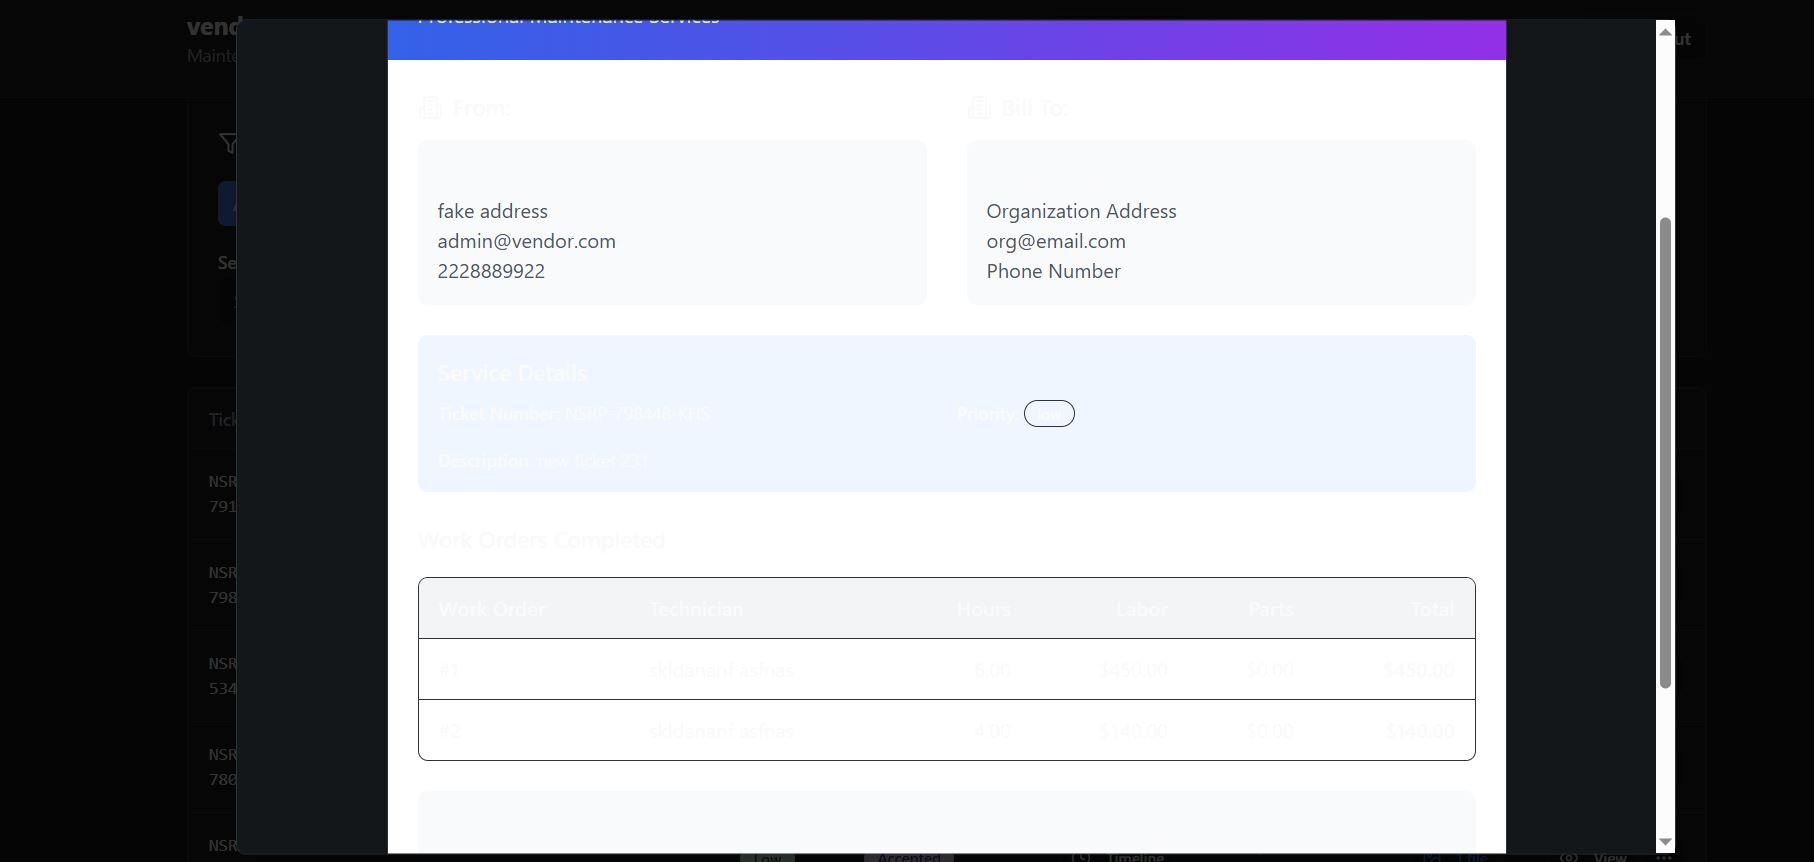 vend
Mainte
ut
Professional Maintenance Services
From:
Bill To:
fake address
admin@vendor.com
2228889922
Organization Address
org@email.com
Phone Number
Se
Service Details
Ticket Number: NSRP-798448-KHS
Priority: low
Description: new ticket 231
Tick
NSR
791
NSR
798
NSR
534
NSR
780
NSR
Work Orders Completed
Work Order Technician Hours Labor Parts Total
#1 skldananf asfnas 6.00 $450.00 $0.00 $450.00
#2 skldananf asfnas 4.00 $140.00 $0.00 $140.00
Low Accepted Timeline 1 file View